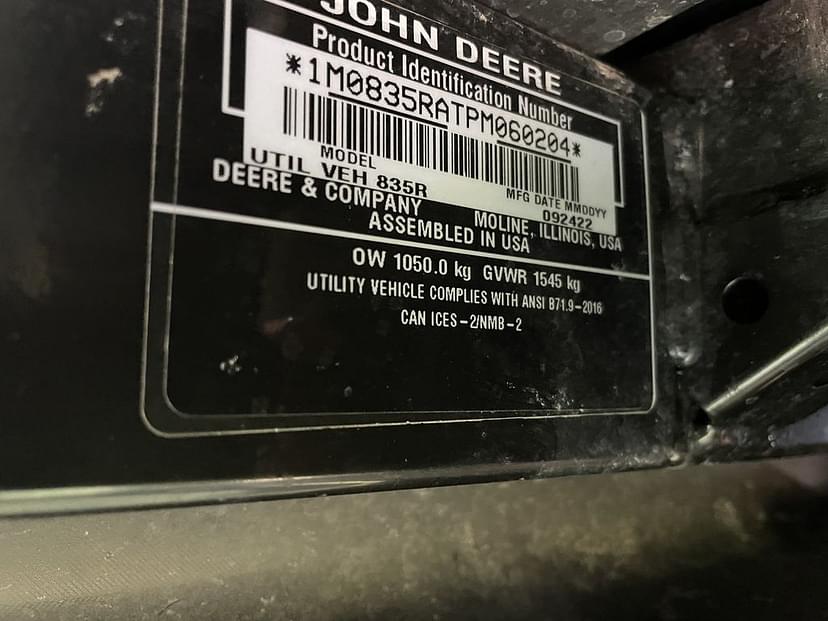 JOHN DEERE
Product Identification Number
*1M0835RATPM060204*
MODEL
UTIL VEH 835R
MFG DATE MMDDYY
092422
DEERE & COMPANY
MOLINE, ILLINOIS, USA
ASSEMBLED IN USA
OW 1050.0 kg GVWR 1545 kg
UTILITY VEHICLE COMPLIES WITH ANSI B71.9-2016
CAN ICES-2/NMB-2